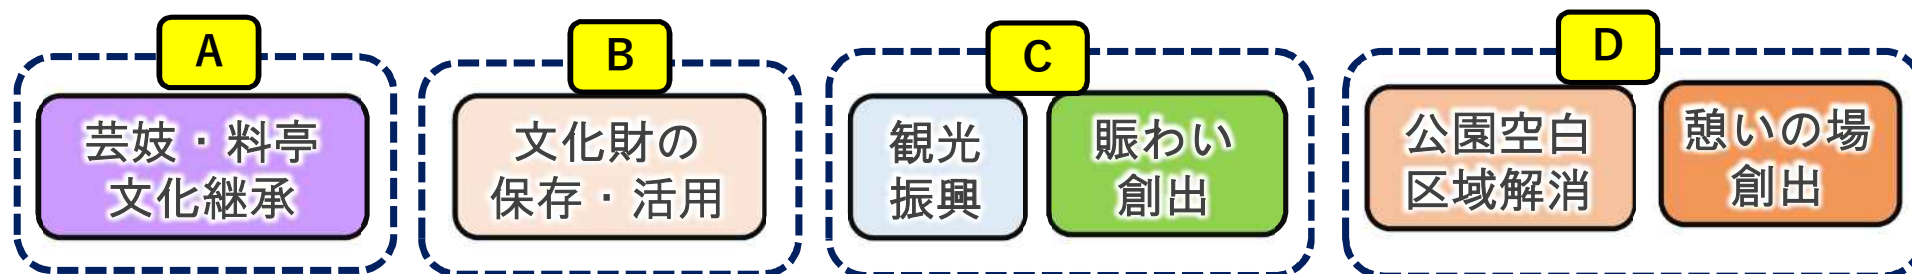 A
芸妓・料亭
文化継承
B
文化財の
保存・活用
C
観光
振興
賑わい
創出
D
公園空白
区域解消
憩いの場
創出